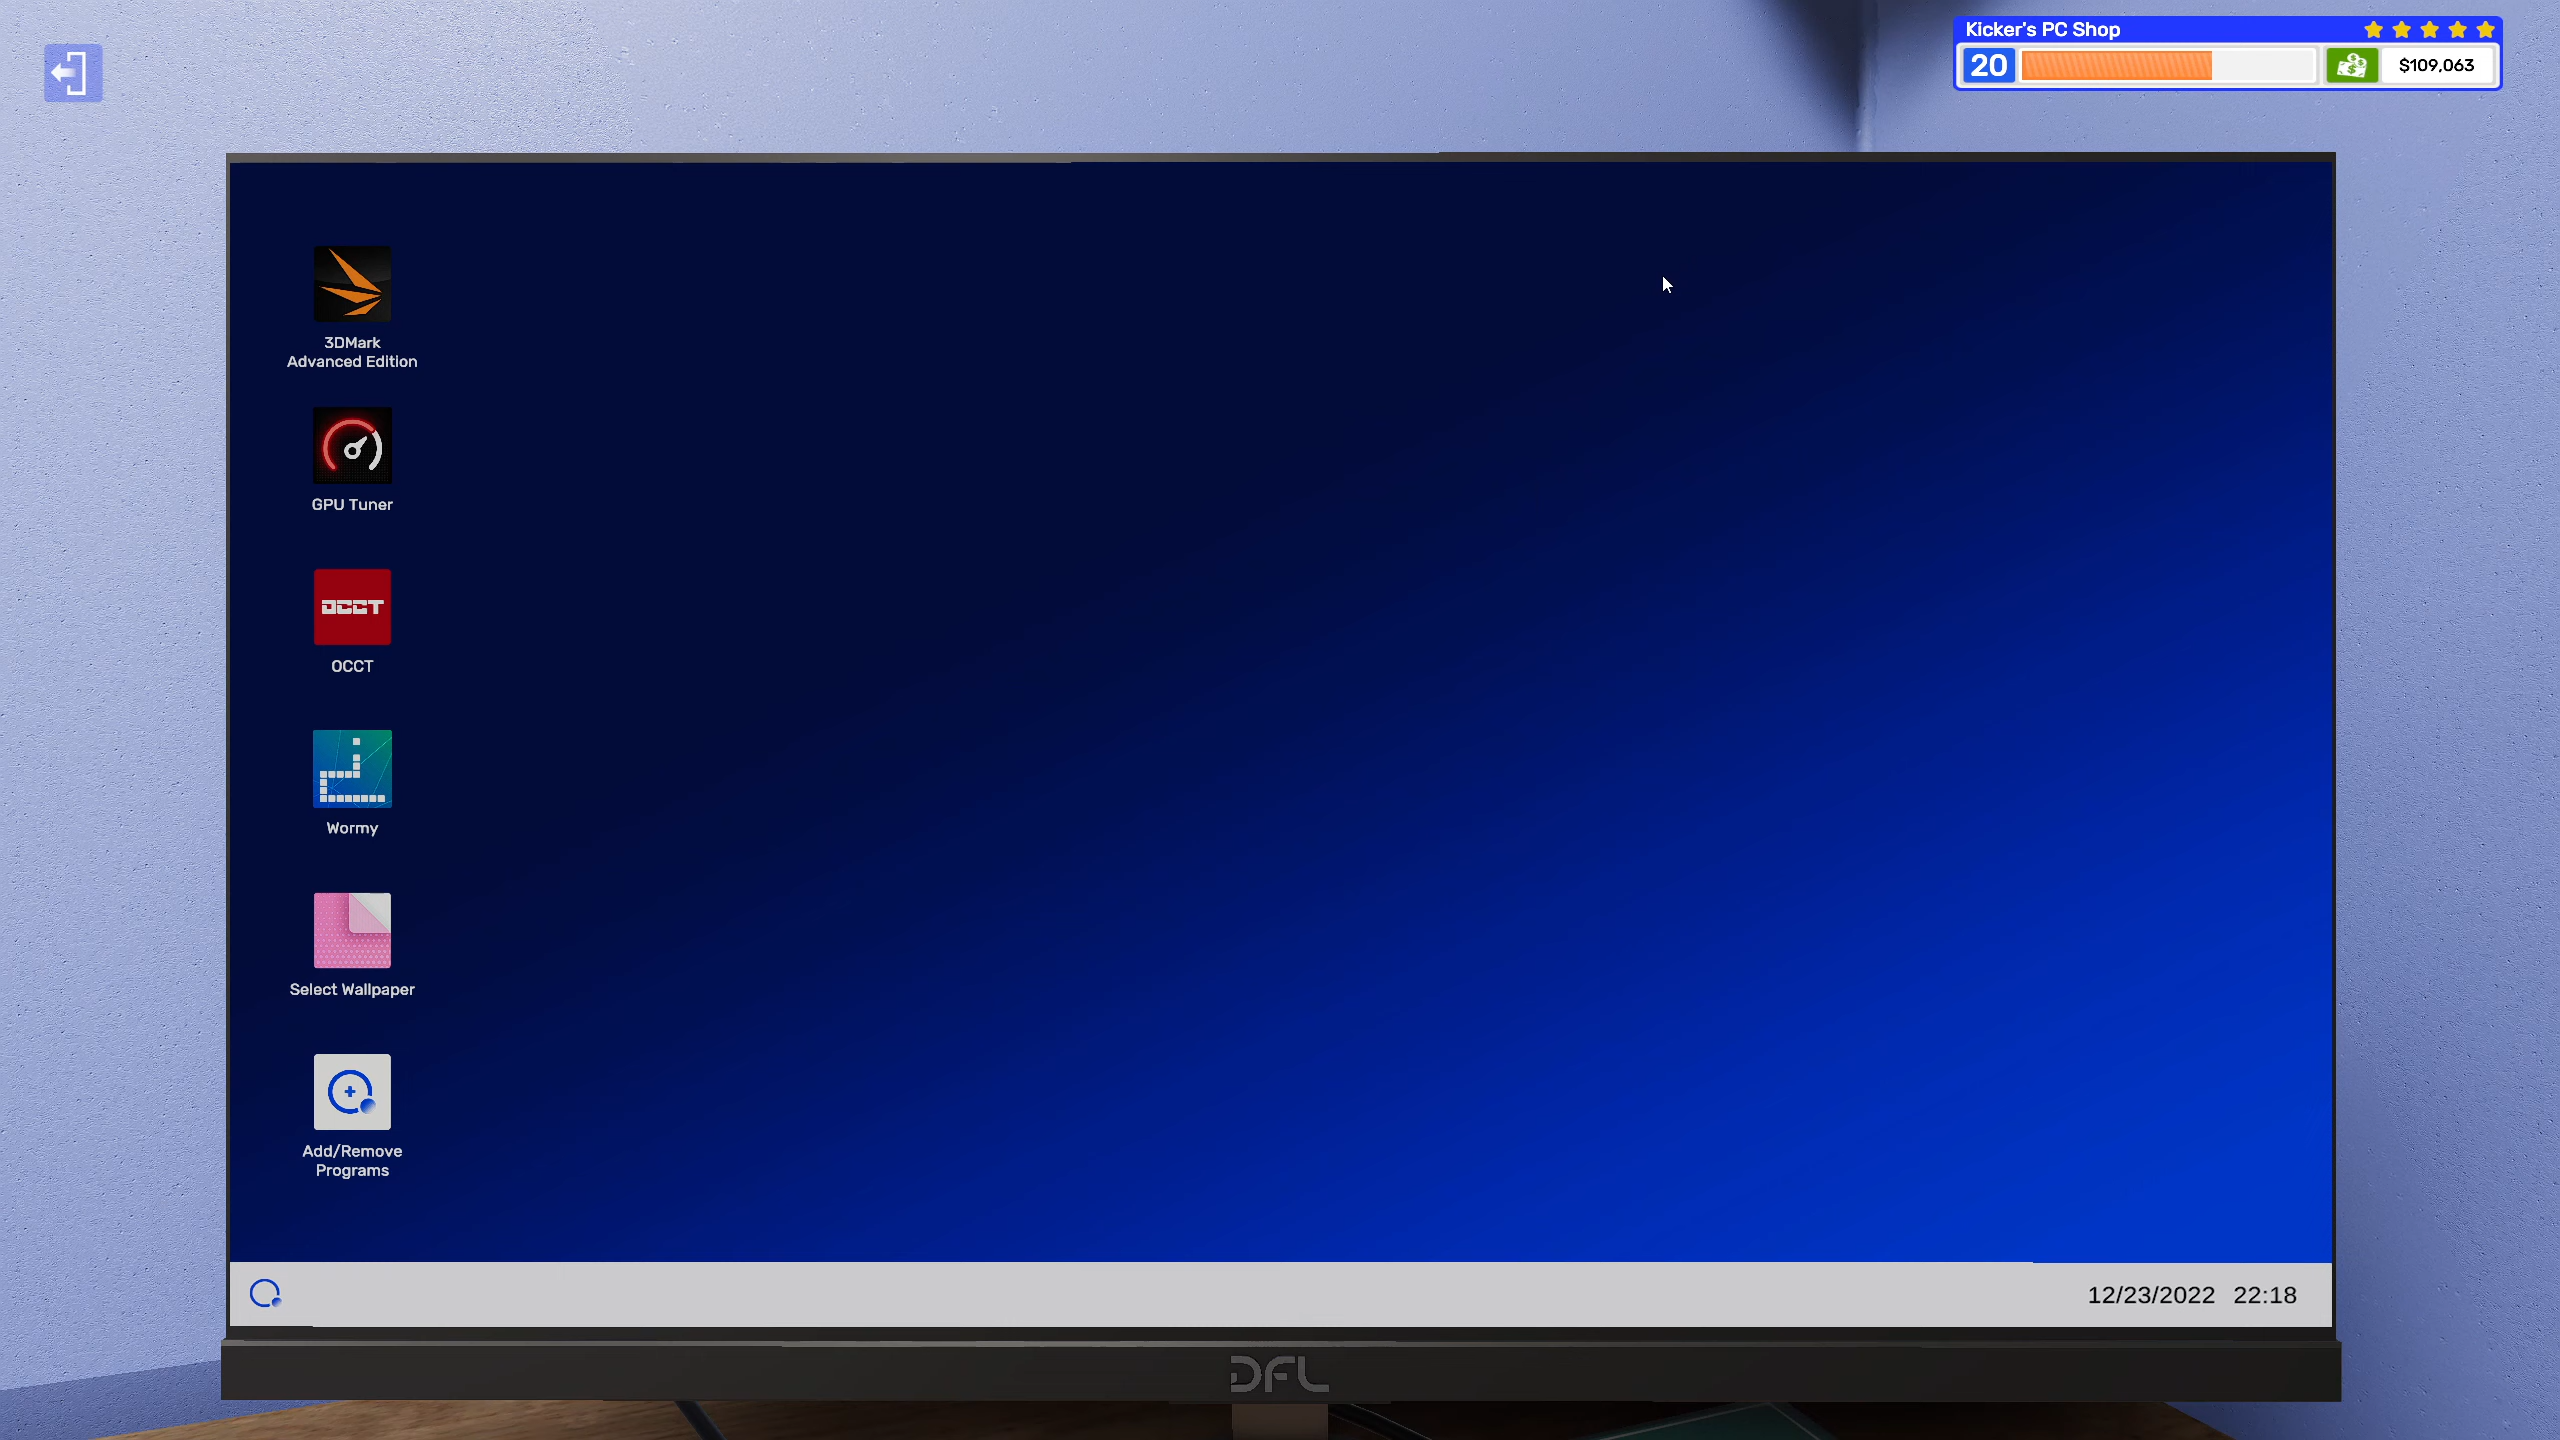 Kicker's PC Shop
20
$109,063
3DMark
Advanced Edition
GPU Tuner
OCCT
OCCT
Wormy
Select Wallpaper
Add/Remove
Programs
12/23/2022 22:18
DFL